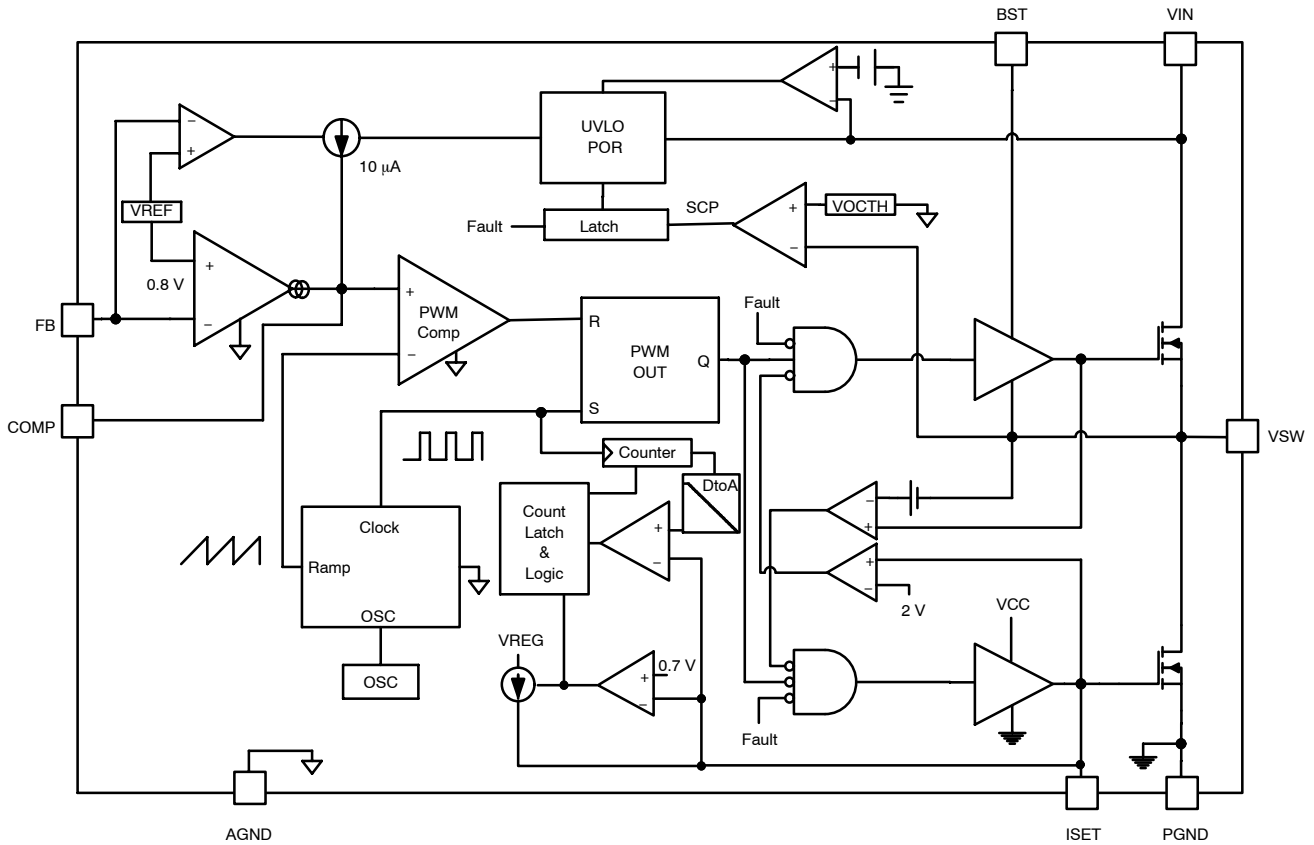 BST
VIN
+
−
UVLO
POR
−
+
10 μA
VREF
Fault
Latch
SCP
+
−
VOCTH
0.8 V
+
−
FB
+
PWM
Comp
−
R
PWM
OUT
Q
S
Fault
COMP
VSW
Counter
DtoA
Count
Latch
&
Logic
+
−
−
+
+
−
2 V
Clock
Ramp
OSC
OSC
VREG
0.7 V
+
−
VCC
Fault
AGND
ISET
PGND